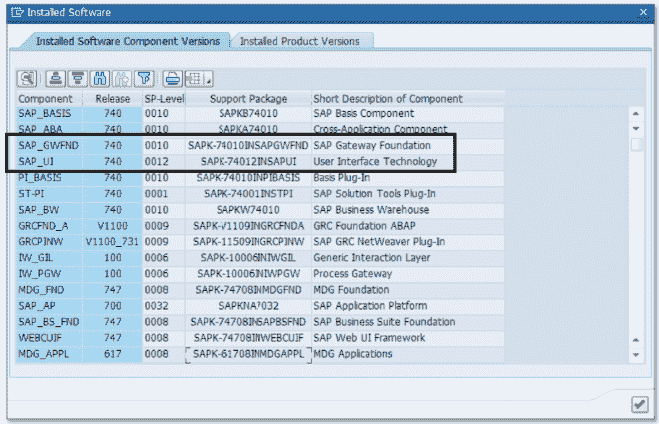 Installed Software
Installed Software Component Versions Installed Product Versions
Component Release SP-Level Support Package Short Description of Component
SAP_BASIS 740 0010 SAPKB74010 SAP Basis Component
SAP_ABA 740 0010 SAPKA74010 Cross-Application Component
SAP_GWFND 740 0010 SAPK-74010INSAPGWFND SAP Gateway Foundation
SAP_UI 740 0012 SAPK-74012INSAPUI User Interface Technology
PI_BASIS 740 0010 SAPK-74010INPIBASIS Basis Plug-In
ST-PI 740 0001 SAPK-74001INSTPI SAP Solution Tools Plug-In
SAP_BW 740 0010 SAPKW74010 SAP Business Warehouse
GRCFND_A V1100 0009 SAPK-V1109INGRCFNDA GRC Foundation ABAP
GRCPINW V1100_731 0009 SAPK-11509INGRCPINW SAP GRC NetWeaver Plug-In
IW_GIL 100 0006 SAPK-10006INIWGIL Generic Interaction Layer
IW_PGW 100 0006 SAPK-10006INIWPGW Process Gateway
MDG_FND 747 0008 SAPK-74708INMDGFND MDG Foundation
SAP_AP 700 0032 SAPKNA7032 SAP Application Platform
SAP_BS_FND 747 0008 SAPK-74708INSAPBSFND SAP Business Suite Foundation
WEBCUIF 747 0008 SAPK-74708INWEBCUIF SAP Web UI Framework
MDG_APPL 617 0008 SAPK-61708INMDGAPPL MDG Applications